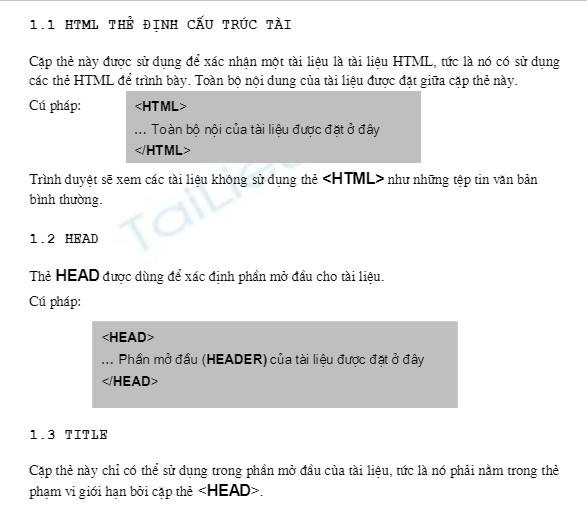 1.1 HTML THẺ ĐỊNH CẤU TRÚC TÀI
Cặp thẻ này được sử dụng để xác nhận một tài liệu là tài liệu HTML, tức là nó có sử dụng
các thẻ HTML để trình bày. Toàn bộ nội dung của tài liệu được đặt giữa cặp thẻ này.
Cú pháp:
<HTML>
... Toàn bộ nội của tài liệu được đặt ở đây
</HTML>
Trình duyệt sẽ xem các tài liệu không sử dụng thẻ <HTML> như những tệp tin văn bản
bình thường.
1.2 HEAD
Thẻ HEAD được dùng để xác định phần mở đầu cho tài liệu.
Cú pháp:
<HEAD>
... Phần mở đầu (HEADER) của tài liệu được đặt ở đây
</HEAD>
1.3 TITLE
Cặp thẻ này chỉ có thể sử dụng trong phần mở đầu của tài liệu, tức là nó phải nằm trong thẻ
phạm vi giới hạn bởi cặp thẻ <HEAD>.